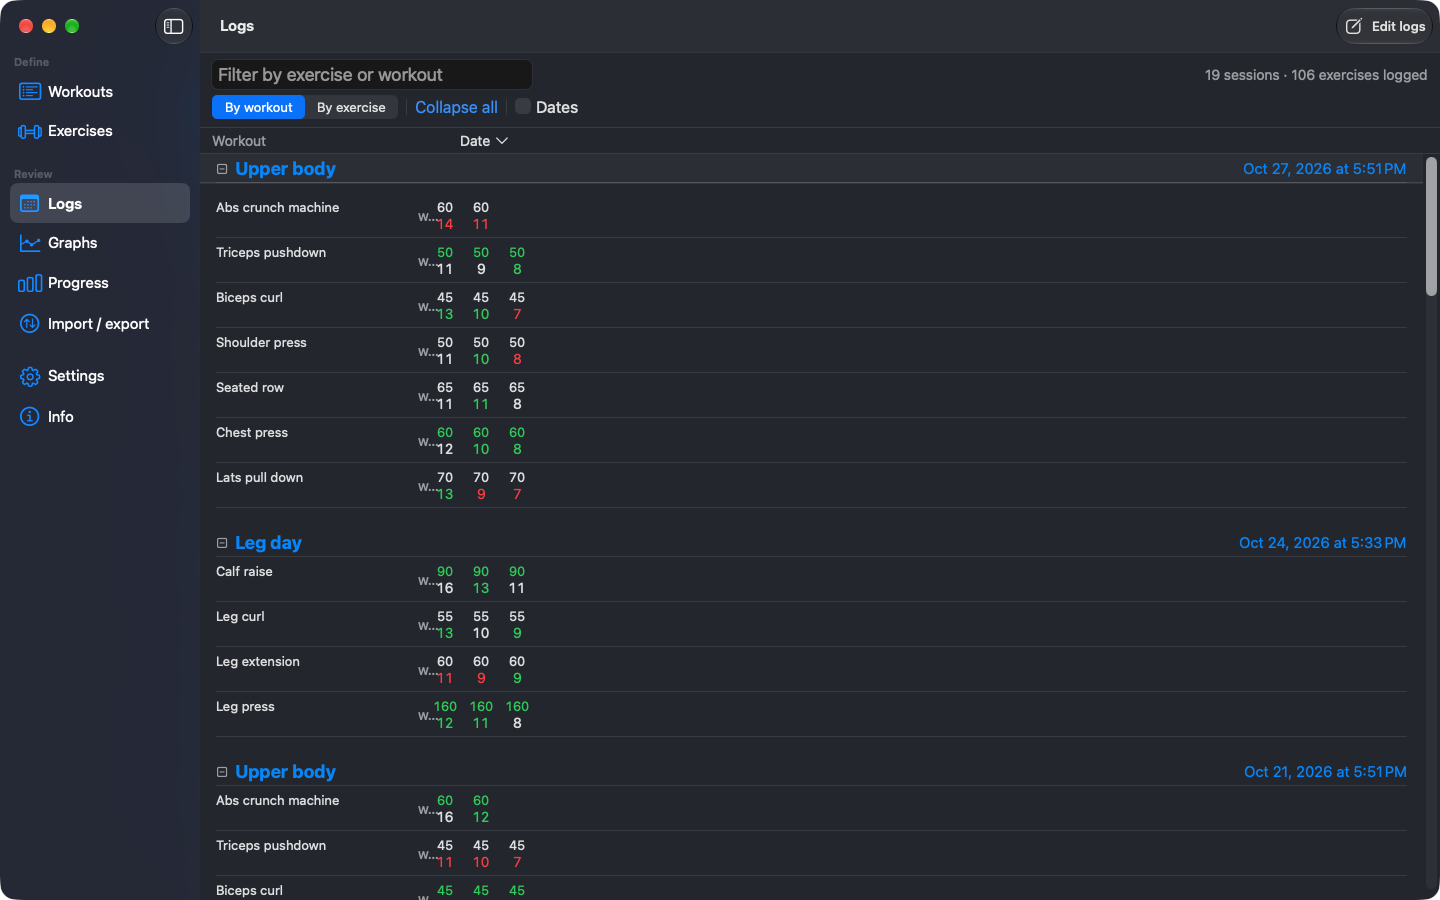 Logs
Edit logs
Define
Workouts
Exercises
Review
Logs
Graphs
Progress
Import / export
Settings
Info
Filter by exercise or workout
19 sessions · 106 exercises logged
By workout By exercise Collapse all Dates
Workout Date
Upper body Oct 27, 2026 at 5:51 PM
Abs crunch machine W... 60 60
14 11
Triceps pushdown W... 50 50 50
11 9 8
Biceps curl W... 45 45 45
13 10 7
Shoulder press W... 50 50 50
11 10 8
Seated row W... 65 65 65
11 11 8
Chest press W... 60 60 60
12 10 8
Lats pull down W... 70 70 70
13 9 7
Leg day Oct 24, 2026 at 5:33 PM
Calf raise W... 90 90 90
16 13 11
Leg curl W... 55 55 55
13 10 9
Leg extension W... 60 60 60
11 9 9
Leg press W... 160 160 160
12 11 8
Upper body Oct 21, 2026 at 5:51 PM
Abs crunch machine W... 60 60
16 12
Triceps pushdown W... 45 45 45
11 10 7
Biceps curl 45 45 45